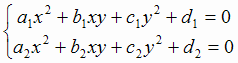 a₁x² + b₁xy + c₁y² + d₁ = 0
a₂x² + b₂xy + c₂y² + d₂ = 0